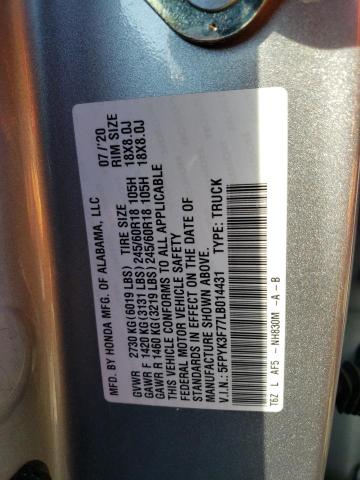 MFD. BY HONDA MFG. OF ALABAMA, LLC 07/'20
TIRE SIZE RIM SIZE
GVWR 2730 KG(6019 LBS)
GAWR F 1420 KG(3131 LBS) 245/60R18 105H 18X8.0J
GAWR R 1460 KG(3219 LBS) 245/60R18 105H 18X8.0J
THIS VEHICLE CONFORMS TO ALL APPLICABLE
FEDERAL MOTOR VEHICLE SAFETY
STANDARDS IN EFFECT ON THE DATE OF
MANUFACTURE SHOWN ABOVE.
V.I.N.: 5FPYK3F77LB014431 TYPE: TRUCK
T6Z L AF5 -NH830M -A -B